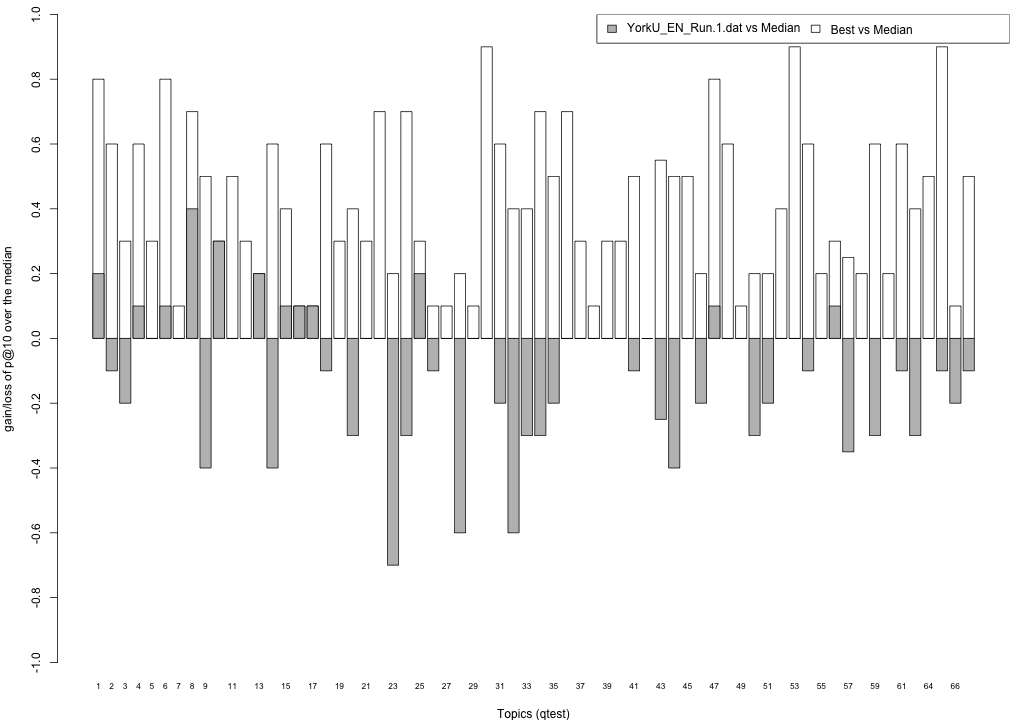 YorkU_EN_Run.1.dat vs Median Best vs Median
gain/loss of p@10 over the median
1.0
0.8
0.6
0.4
0.2
0.0
-0.2
-0.4
-0.6
-0.8
-1.0
1 2 3 4 5 6 7 8 9 11 13 15 17 19 21 23 25 27 29 31 33 35 37 39 41 43 45 47 49 51 53 55 57 59 61 64 66
Topics (qtest)